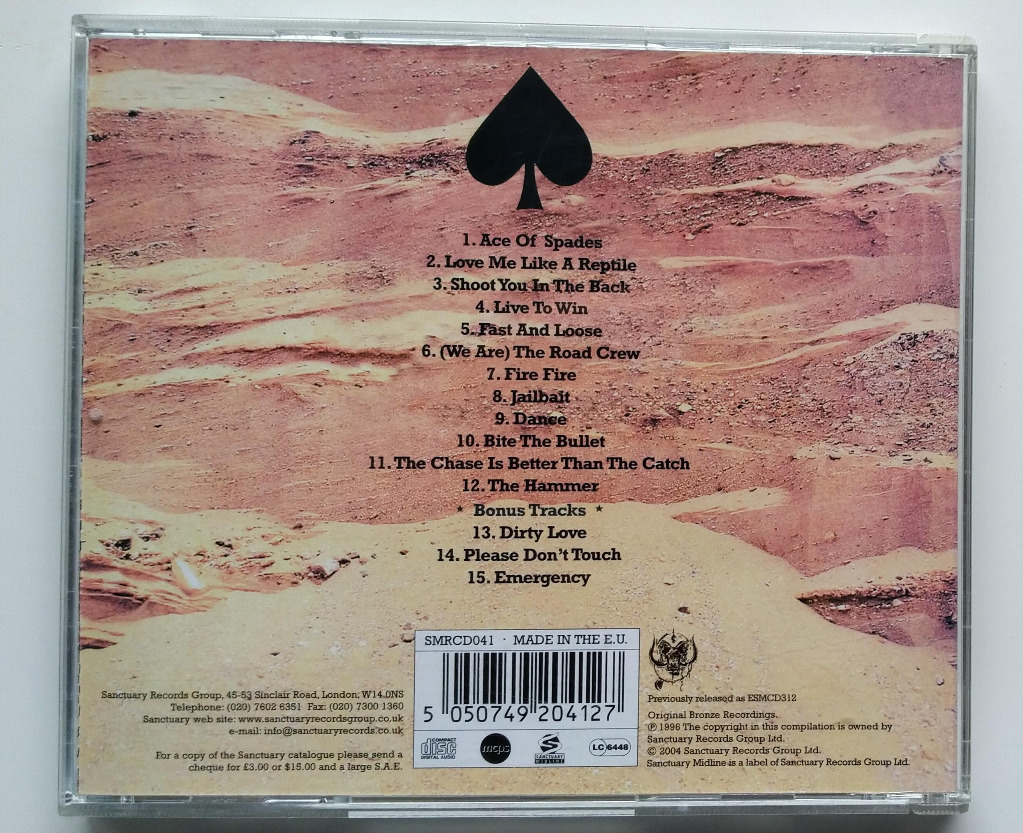 1. Ace Of Spades
2. Love Me Like A Reptile
3. Shoot You In The Back
4. Live To Win
5. Fast And Loose
6. (We Are) The Road Crew
7. Fire Fire
8. Jailbait
9. Dance
10. Bite The Bullet
11. The Chase Is Better Than The Catch
12. The Hammer
* Bonus Tracks *
13. Dirty Love
14. Please Don't Touch
15. Emergency
Sanctuary Records Group, 45-53 Sinclair Road, London, W14 0NS
Telephone: (020) 7602 6351 Fax: (020) 7300 1360
Sanctuary web site: www.sanctuaryrecordsgroup.co.uk
e-mail: info@sanctuaryrecords.co.uk
For a copy of the Sanctuary catalogue please send a
cheque for £3.00 or $15.00 and a large S.A.E.
SMRCD041 · MADE IN THE E.U.
5 050749 204127
COMPACT
disc
DIGITAL AUDIO
mcps
SANCTUARY
MIDLINE
LC 6448
Previously released as ESMCD312
Original Bronze Recordings.
℗ 1996 The copyright in this compilation is owned by
Sanctuary Records Group Ltd.
© 2004 Sanctuary Records Group Ltd.
Sanctuary Midline is a label of Sanctuary Records Group Ltd.